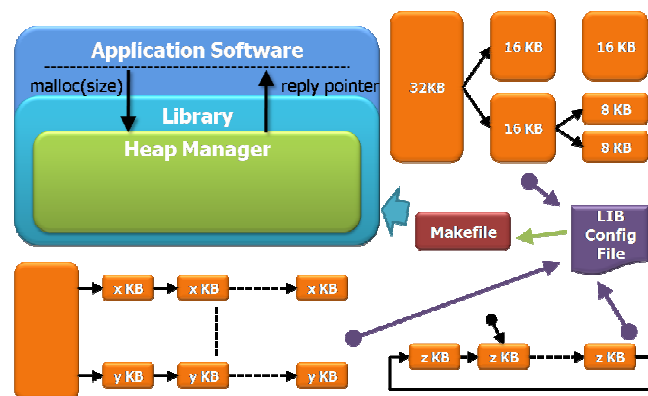 Application Software
malloc(size)
reply pointer
Library
Heap Manager
32KB
16 KB
16 KB
16 KB
8 KB
8 KB
Makefile
LIB
Config
File
x KB x KB x KB
y KB y KB y KB
z KB z KB z KB